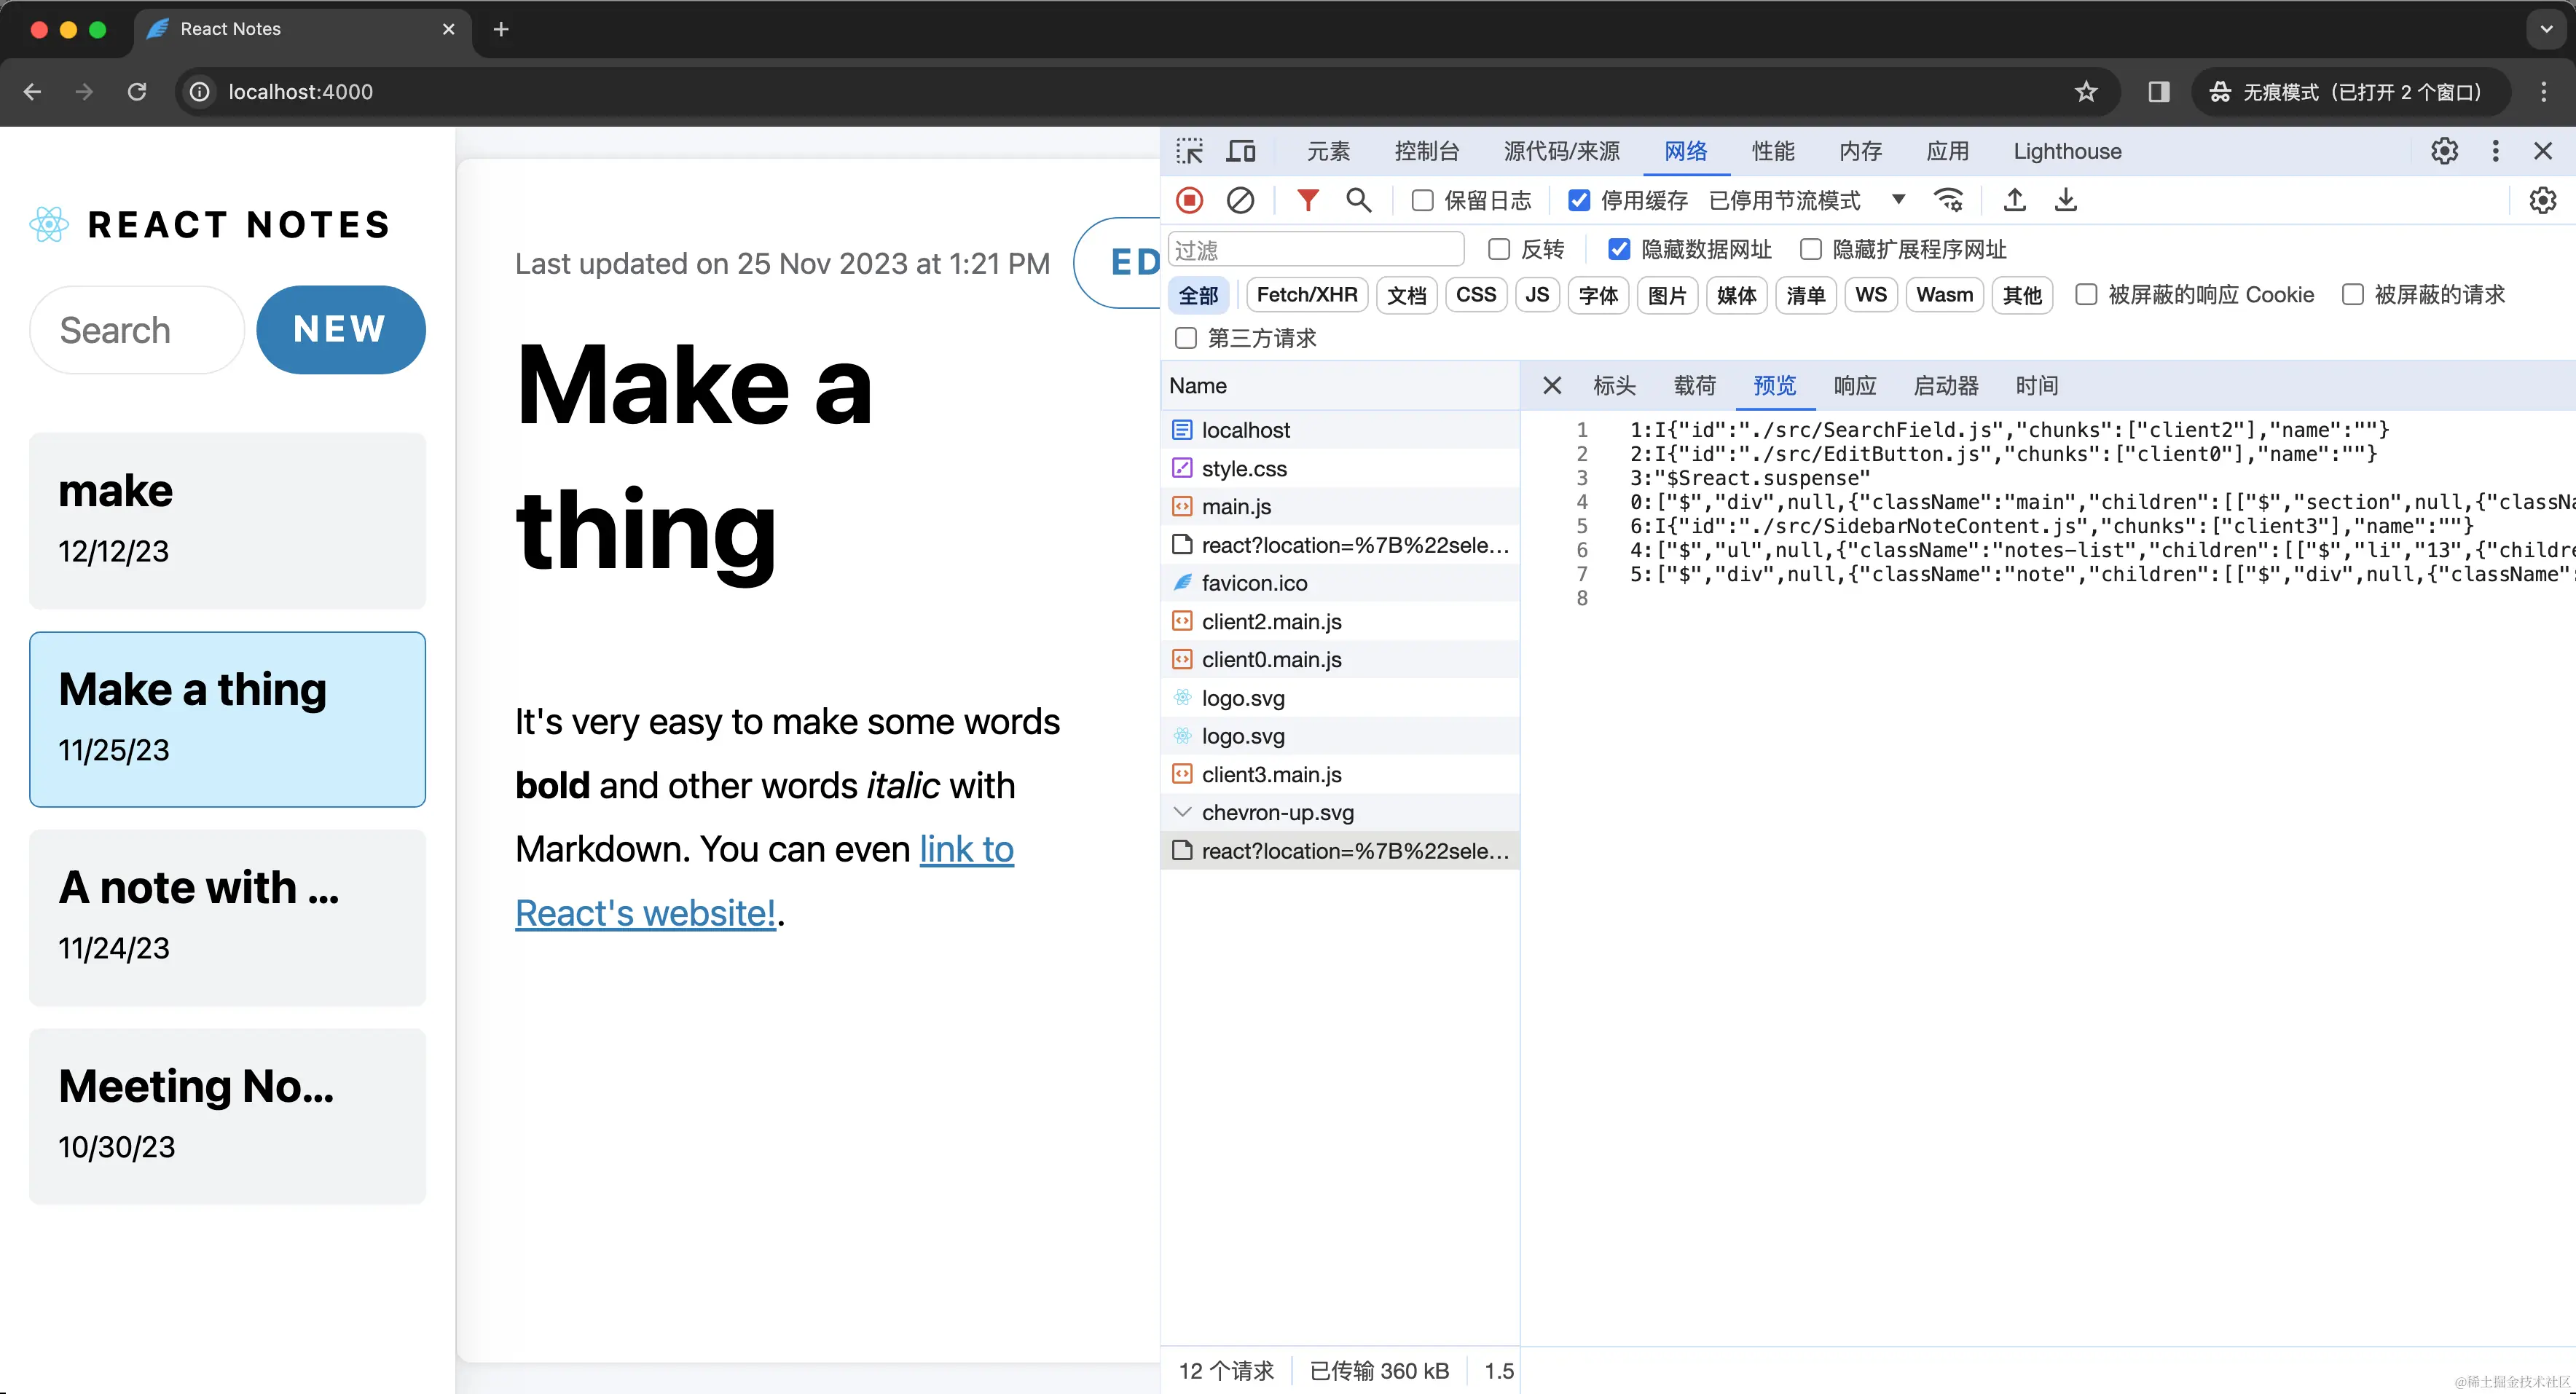 React Notes
localhost:4000
无痕模式（已打开 2 个窗口）
REACT NOTES
Search
NEW
make
12/12/23
Make a thing
11/25/23
A note with ...
11/24/23
Meeting No...
10/30/23
Last updated on 25 Nov 2023 at 1:21 PM
ED
Make a
thing
It's very easy to make some words
bold and other words italic with
Markdown. You can even link to
React's website!.
元素 控制台 源代码/来源 网络 性能 内存 应用 Lighthouse
保留日志 停用缓存 已停用节流模式
过滤 反转 隐藏数据网址 隐藏扩展程序网址
全部 Fetch/XHR 文档 CSS JS 字体 图片 媒体 清单 WS Wasm 其他 被屏蔽的响应 Cookie 被屏蔽的请求
第三方请求
Name
localhost
style.css
main.js
react?location=%7B%22sele...
favicon.ico
client2.main.js
client0.main.js
logo.svg
logo.svg
client3.main.js
chevron-up.svg
react?location=%7B%22sele...
标头 载荷 预览 响应 启动器 时间
1 1:I{"id":"./src/SearchField.js","chunks":["client2"],"name":""}
2 2:I{"id":"./src/EditButton.js","chunks":["client0"],"name":""}
3 3:"$Sreact.suspense"
4 0:["$","div",null,{"className":"main","children":[["$","section",null,{"classNa
5 6:I{"id":"./src/SidebarNoteContent.js","chunks":["client3"],"name":""}
6 4:["$","ul",null,{"className":"notes-list","children":[["$","li","13",{"childre
7 5:["$","div",null,{"className":"note","children":[["$","div",null,{"className":
8
12 个请求 已传输 360 kB 1.5
@稀土掘金技术社区